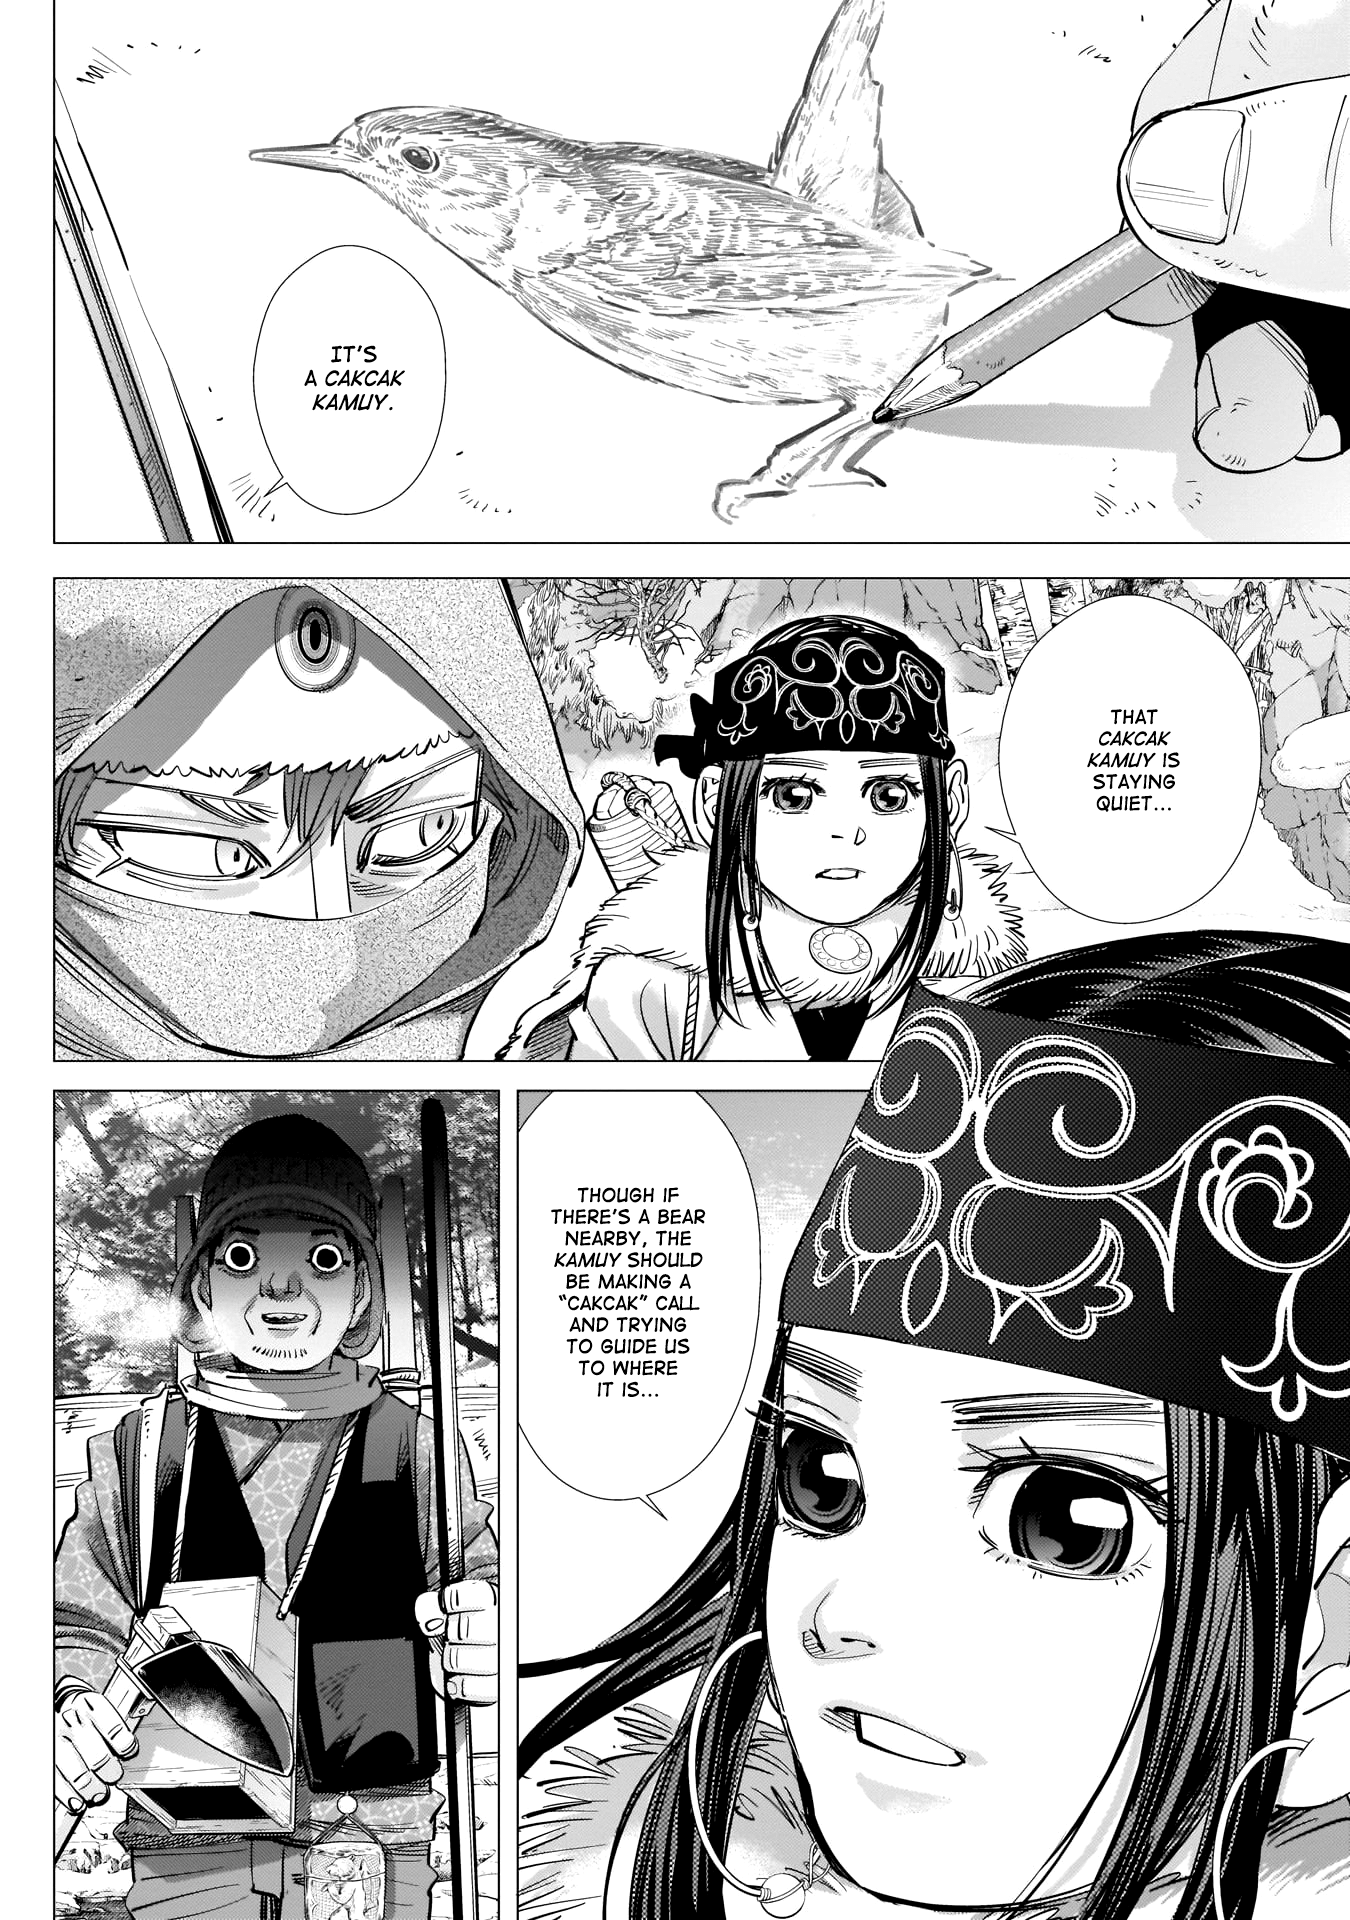 IT'S
A CAKCAK
KAMUY.
THAT
CAKCAK
KAMUY IS
STAYING
QUIET...
THOUGH IF
THERE'S A BEAR
NEARBY, THE
KAMUY SHOULD
BE MAKING A
"CAKCAK" CALL
AND TRYING
TO GUIDE US
TO WHERE
IT IS...